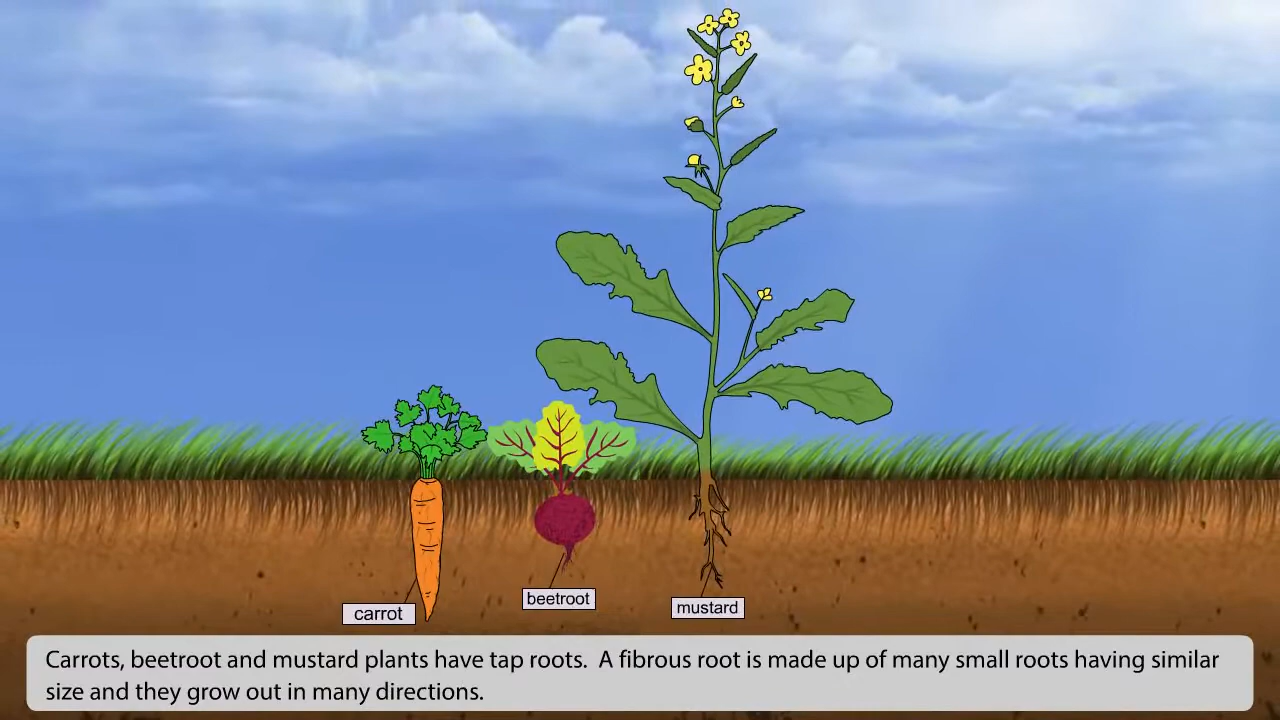 carrot
beetroot
mustard
Carrots, beetroot and mustard plants have tap roots.  A fibrous root is made up of many small roots having similar
size and they grow out in many directions.